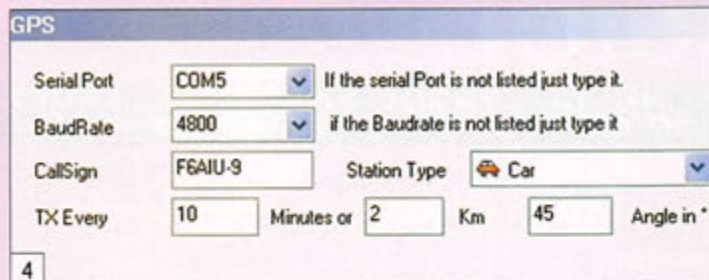 GPS
Serial Port COM5 If the serial Port is not listed just type it.
BaudRate 4800 if the Baudrate is not listed just type it
CallSign F6AIU-9 Station Type Car
TX Every 10 Minutes or 2 Km 45 Angle in °
4